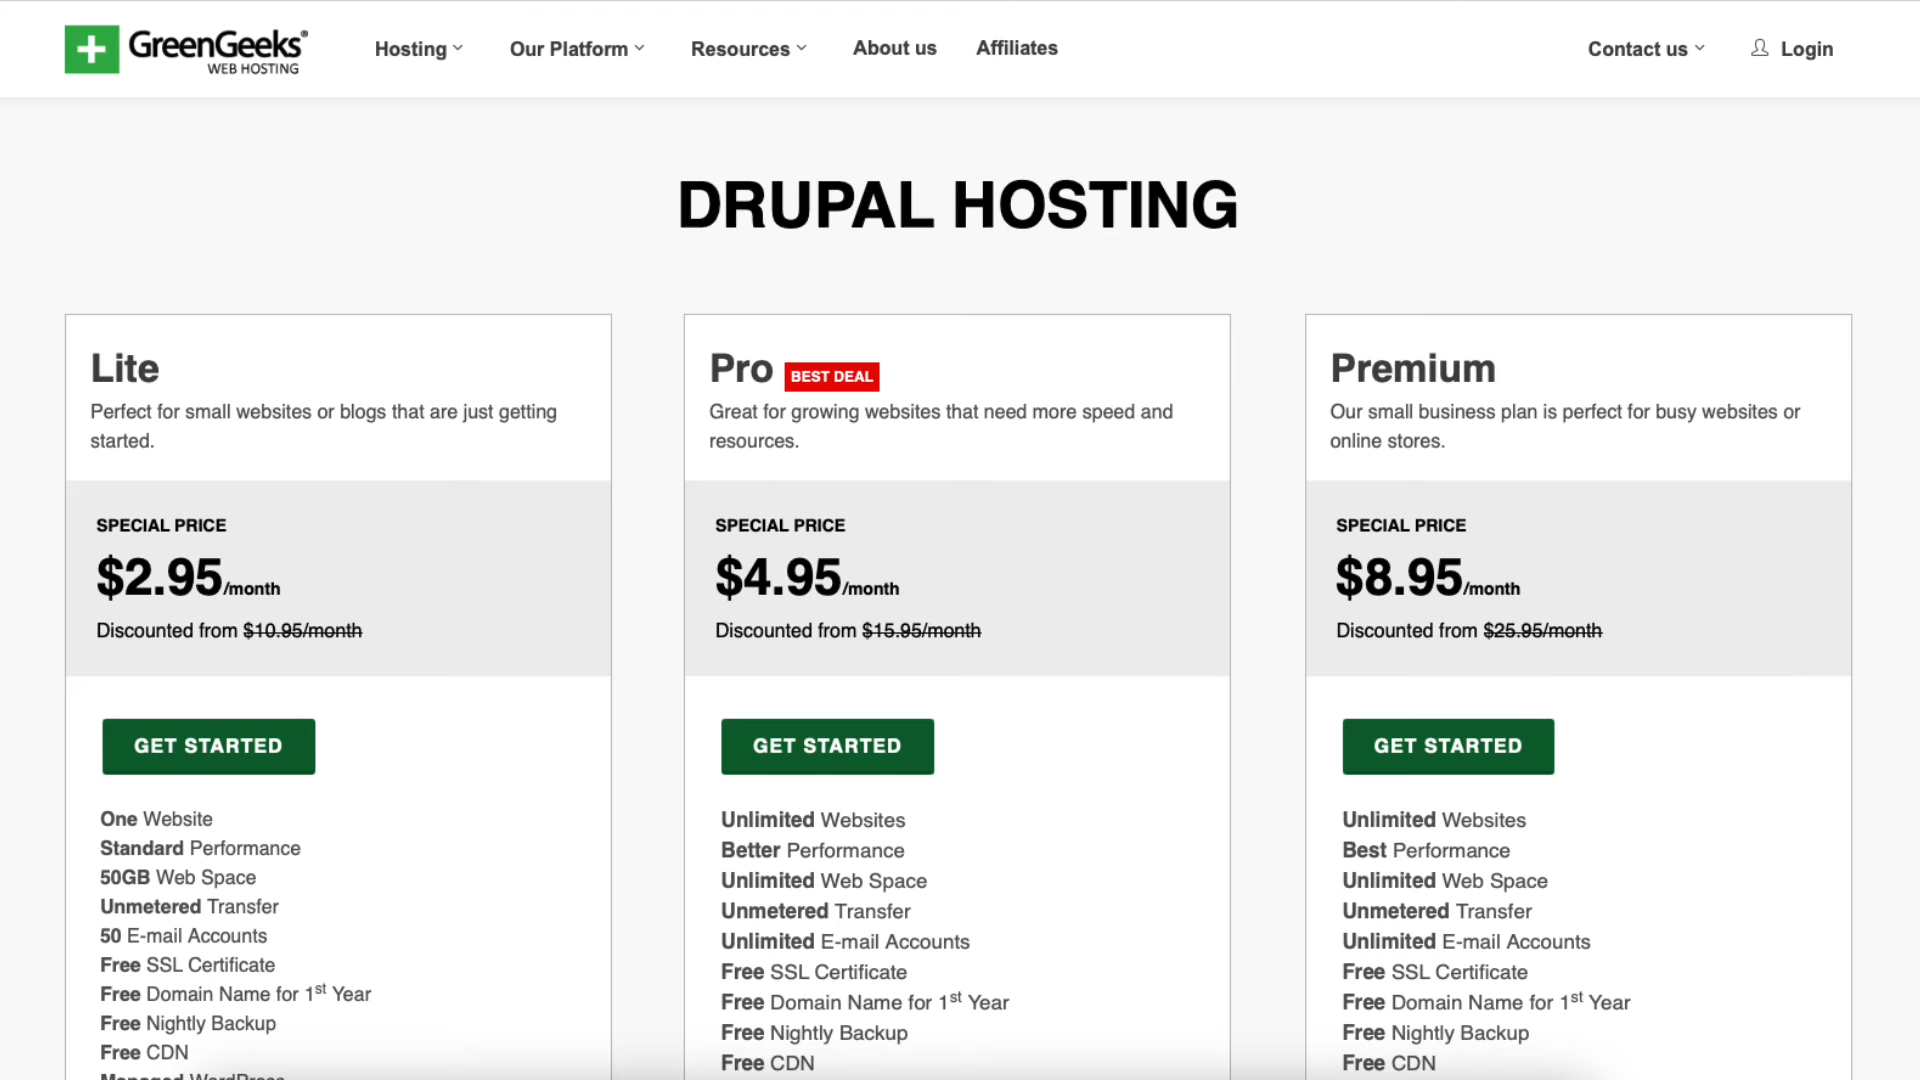 GreenGeeks®
WEB HOSTING
Hosting
Our Platform
Resources
About us
Affiliates
Contact us
Login
DRUPAL HOSTING
Lite
Perfect for small websites or blogs that are just getting
started.
SPECIAL PRICE
$2.95/month
Discounted from $10.95/month
GET STARTED
One Website
Standard Performance
50GB Web Space
Unmetered Transfer
50 E-mail Accounts
Free SSL Certificate
Free Domain Name for 1st Year
Free Nightly Backup
Free CDN
Managed WordPress
Pro BEST DEAL
Great for growing websites that need more speed and
resources.
SPECIAL PRICE
$4.95/month
Discounted from $15.95/month
GET STARTED
Unlimited Websites
Better Performance
Unlimited Web Space
Unmetered Transfer
Unlimited E-mail Accounts
Free SSL Certificate
Free Domain Name for 1st Year
Free Nightly Backup
Free CDN
Premium
Our small business plan is perfect for busy websites or
online stores.
SPECIAL PRICE
$8.95/month
Discounted from $25.95/month
GET STARTED
Unlimited Websites
Best Performance
Unlimited Web Space
Unmetered Transfer
Unlimited E-mail Accounts
Free SSL Certificate
Free Domain Name for 1st Year
Free Nightly Backup
Free CDN